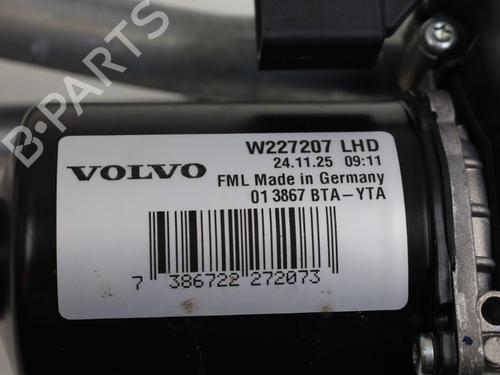 VOLVO
W227207 LHD
24.11.25 09:11
FML Made in Germany
01 3867 BTA-YTA
7 386722 272073
B-Parts